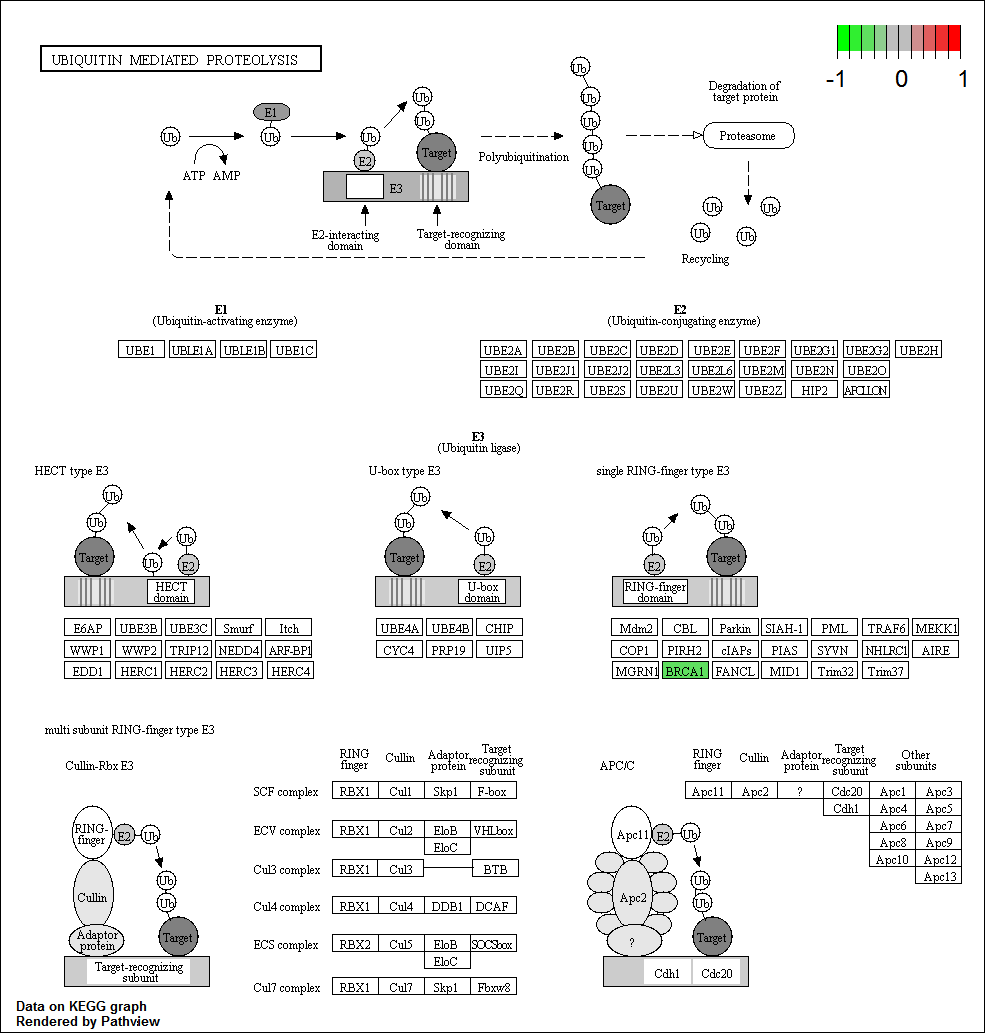 UBIQUITIN MEDIATED PROTEOLYSIS
-1 0 1
Ub
ATP AMP
E1
Ub
Ub
E2
E3
Ub
Ub
Target
E2-interacting
domain
Target-recognizing
domain
Polyubiquitination
Ub
Ub
Ub
Ub
Ub
Target
Degradation of
target protein
Proteasome
Ub
Ub
Ub
Ub
Recycling
E1
(Ubiquitin-activating enzyme)
UBE1 UBLE1A UBLE1B UBE1C
E2
(Ubiquitin-conjugating enzyme)
UBE2A UBE2B UBE2C UBE2D UBE2E UBE2F UBE2G1 UBE2G2 UBE2H
UBE2I UBE2J1 UBE2J2 UBE2L3 UBE2L6 UBE2M UBE2N UBE2O
UBE2Q UBE2R UBE2S UBE2U UBE2W UBE2Z HIP2 APCLLON
E3
(Ubiquitin ligase)
HECT type E3
Ub
Ub
Target
Ub
Ub
E2
HECT
domain
E6AP UBE3B UBE3C Smurf Itch
WWP1 WWP2 TRIP12 NEDD4 ARF-BP1
EDD1 HERC1 HERC2 HERC3 HERC4
U-box type E3
Ub
Ub
Target
Ub
E2
U-box
domain
UBE4A UBE4B CHIP
CYC4 PRP19 UIP5
single RING-finger type E3
Ub
E2
Ub
Ub
Target
RING-finger
domain
Mdm2 CBL Parkin SIAH-1 PML TRAF6 MEKK1
COP1 PIRH2 cIAPs PIAS SYVN NHLRC1 AIRE
MGRN1 BRCA1 FANCL MID1 Trim32 Trim37
multi subunit RING-finger type E3
Cullin-Rbx E3
RING-
finger
E2
Ub
Cullin
Ub
Ub
Adaptor
protein
Target
Target-recognizing
subunit
RING
finger
Cullin
Adaptor
protein
Target
recognizing
subunit
SCF complex RBX1 Cul1 Skp1 F-box
ECV complex RBX1 Cul2 EloB VHLbox
EloC
Cul3 complex RBX1 Cul3 BTB
Cul4 complex RBX1 Cul4 DDB1 DCAF
ECS complex RBX2 Cul5 EloB SOCSbox
EloC
Cul7 complex RBX1 Cul7 Skp1 Fbxw8
APC/C
Apc11
E2
Ub
Apc2
Ub
Ub
?
Target
Cdh1 Cdc20
RING
finger
Cullin
Adaptor
protein
Target
recognizing
subunit
Other
subunits
Apc11 Apc2 ? Cdc20 Apc1 Apc3
Cdh1 Apc4 Apc5
Apc6 Apc7
Apc8 Apc9
Apc10 Apc12
Apc13
Data on KEGG graph
Rendered by Pathview